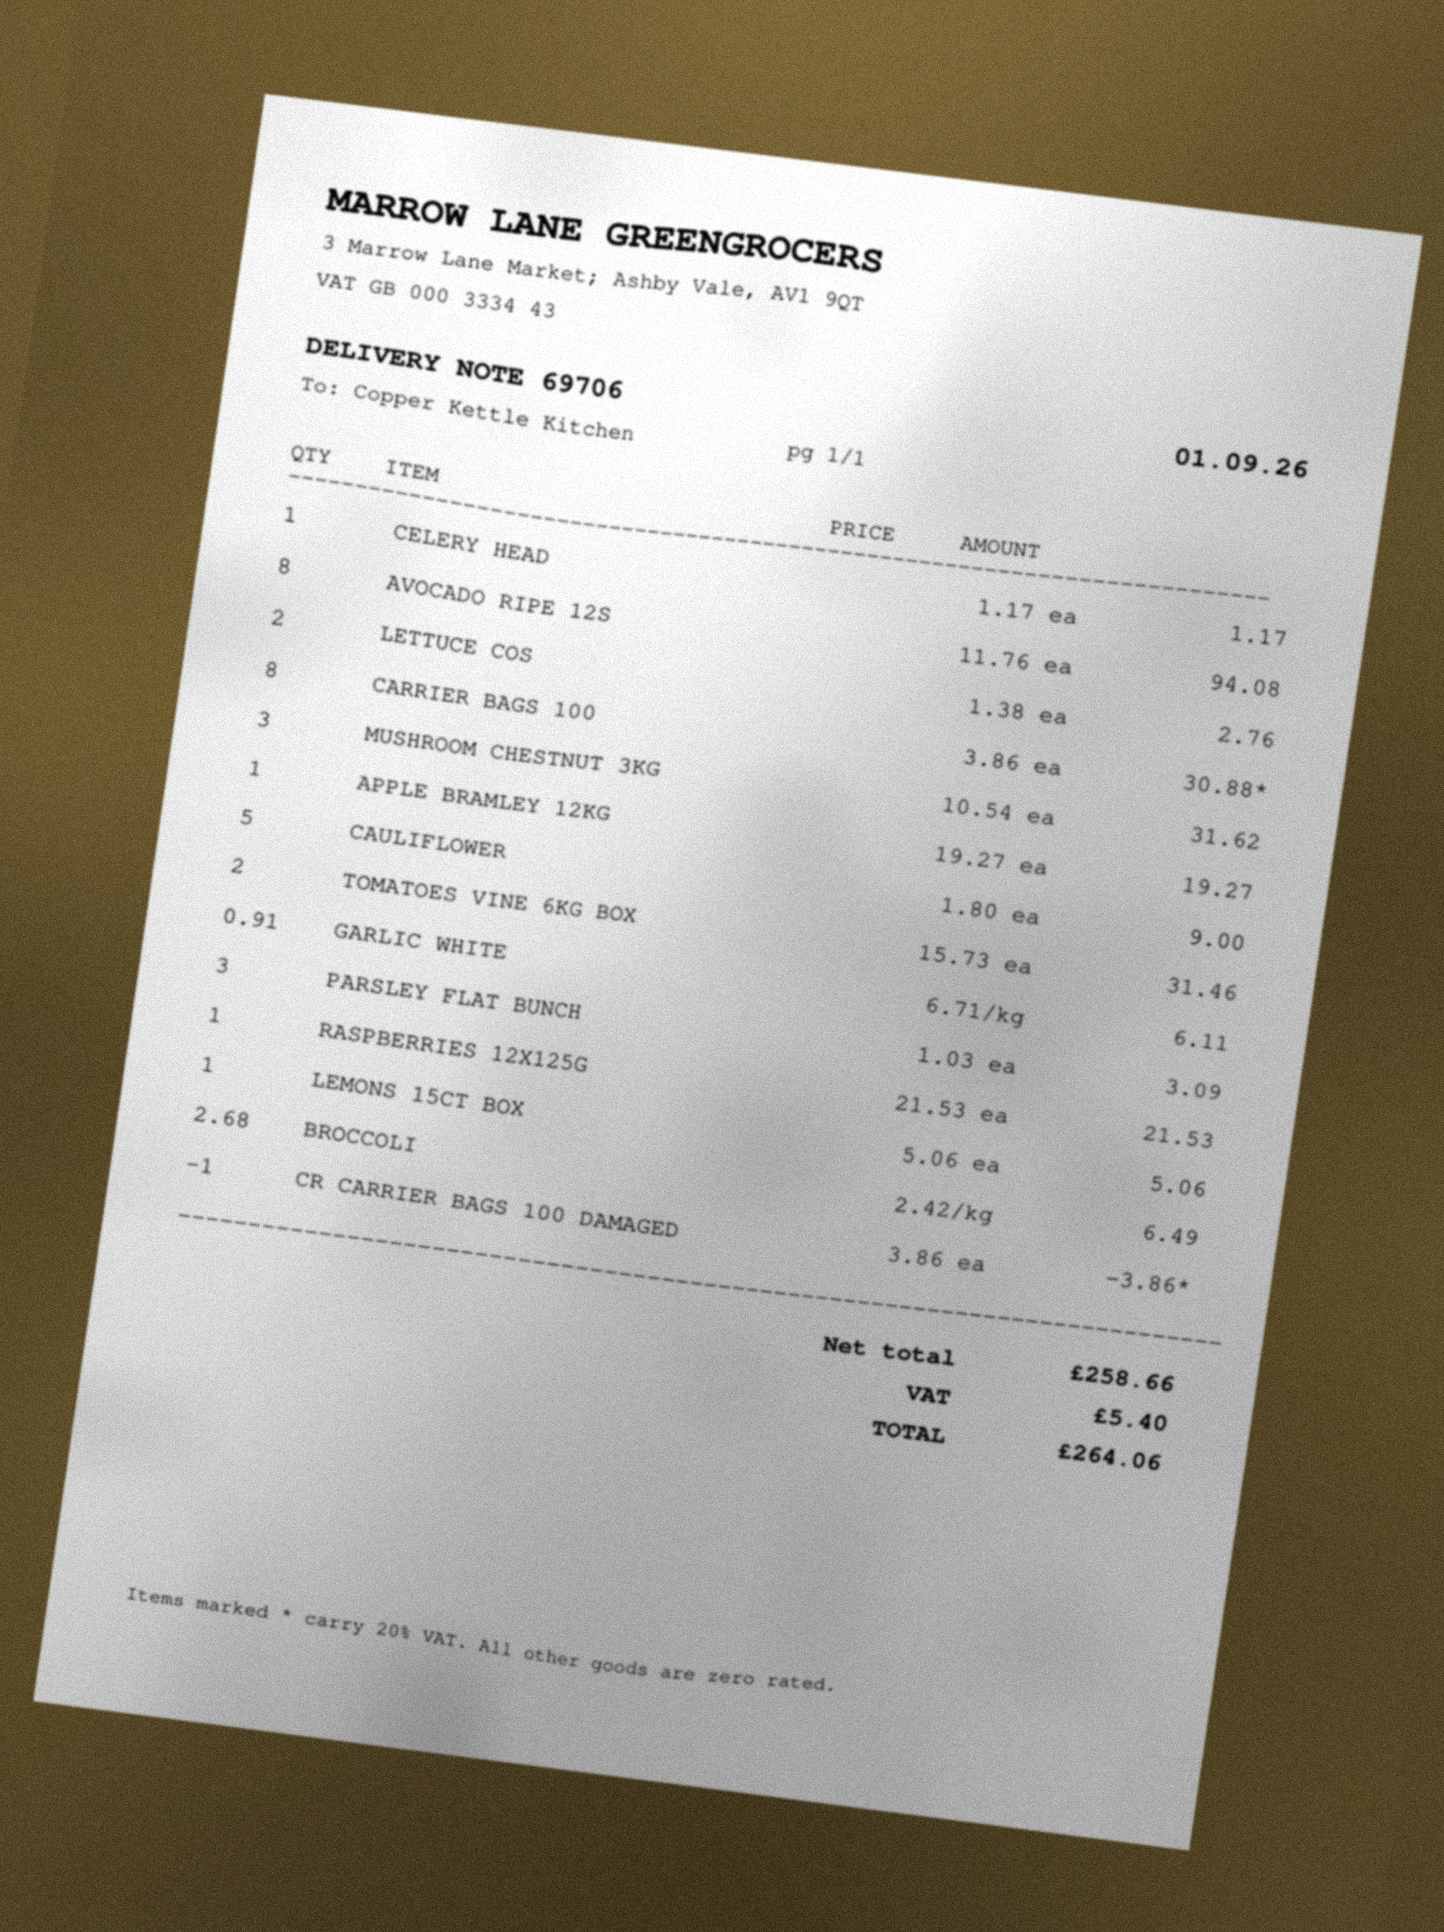 MARROW LANE GREENGROCERS
3 Marrow Lane Market; Ashby Vale, AV1 9QT
VAT GB 000 3334 43
DELIVERY NOTE 69706
To: Copper Kettle Kitchen pg 1/1 01.09.26
QTY ITEM PRICE AMOUNT
1 CELERY HEAD 1.17 ea 1.17
8 AVOCADO RIPE 12S 11.76 ea 94.08
2 LETTUCE COS 1.38 ea 2.76
8 CARRIER BAGS 100 3.86 ea 30.88*
3 MUSHROOM CHESTNUT 3KG 10.54 ea 31.62
1 APPLE BRAMLEY 12KG 19.27 ea 19.27
5 CAULIFLOWER 1.80 ea 9.00
2 TOMATOES VINE 6KG BOX 15.73 ea 31.46
0.91 GARLIC WHITE 6.71/kg 6.11
3 PARSLEY FLAT BUNCH 1.03 ea 3.09
1 RASPBERRIES 12X125G 21.53 ea 21.53
1 LEMONS 15CT BOX 5.06 ea 5.06
2.68 BROCCOLI 2.42/kg 6.49
-1 CR CARRIER BAGS 100 DAMAGED 3.86 ea -3.86*
Net total £258.66
VAT £5.40
TOTAL £264.06
Items marked * carry 20% VAT. All other goods are zero rated.